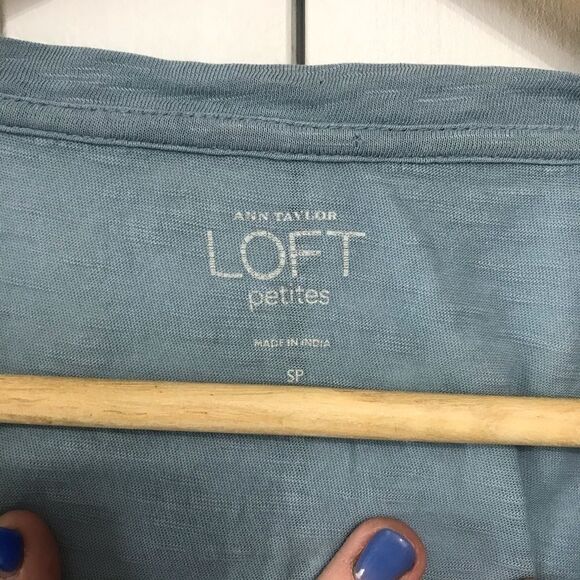 ANN TAYLOR
LOFT
petites
MADE IN INDIA
SP